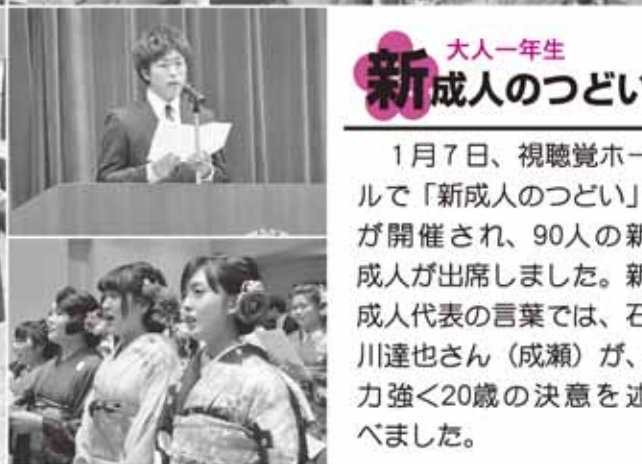 大人一年生
新成人のつどい
1月7日、視聴覚ホー
ルで「新成人のつどい」
が開催され、90人の新
成人が出席しました。新
成人代表の言葉では、石
川達也さん（成瀬）が、
力強く20歳の決意を述
べました。